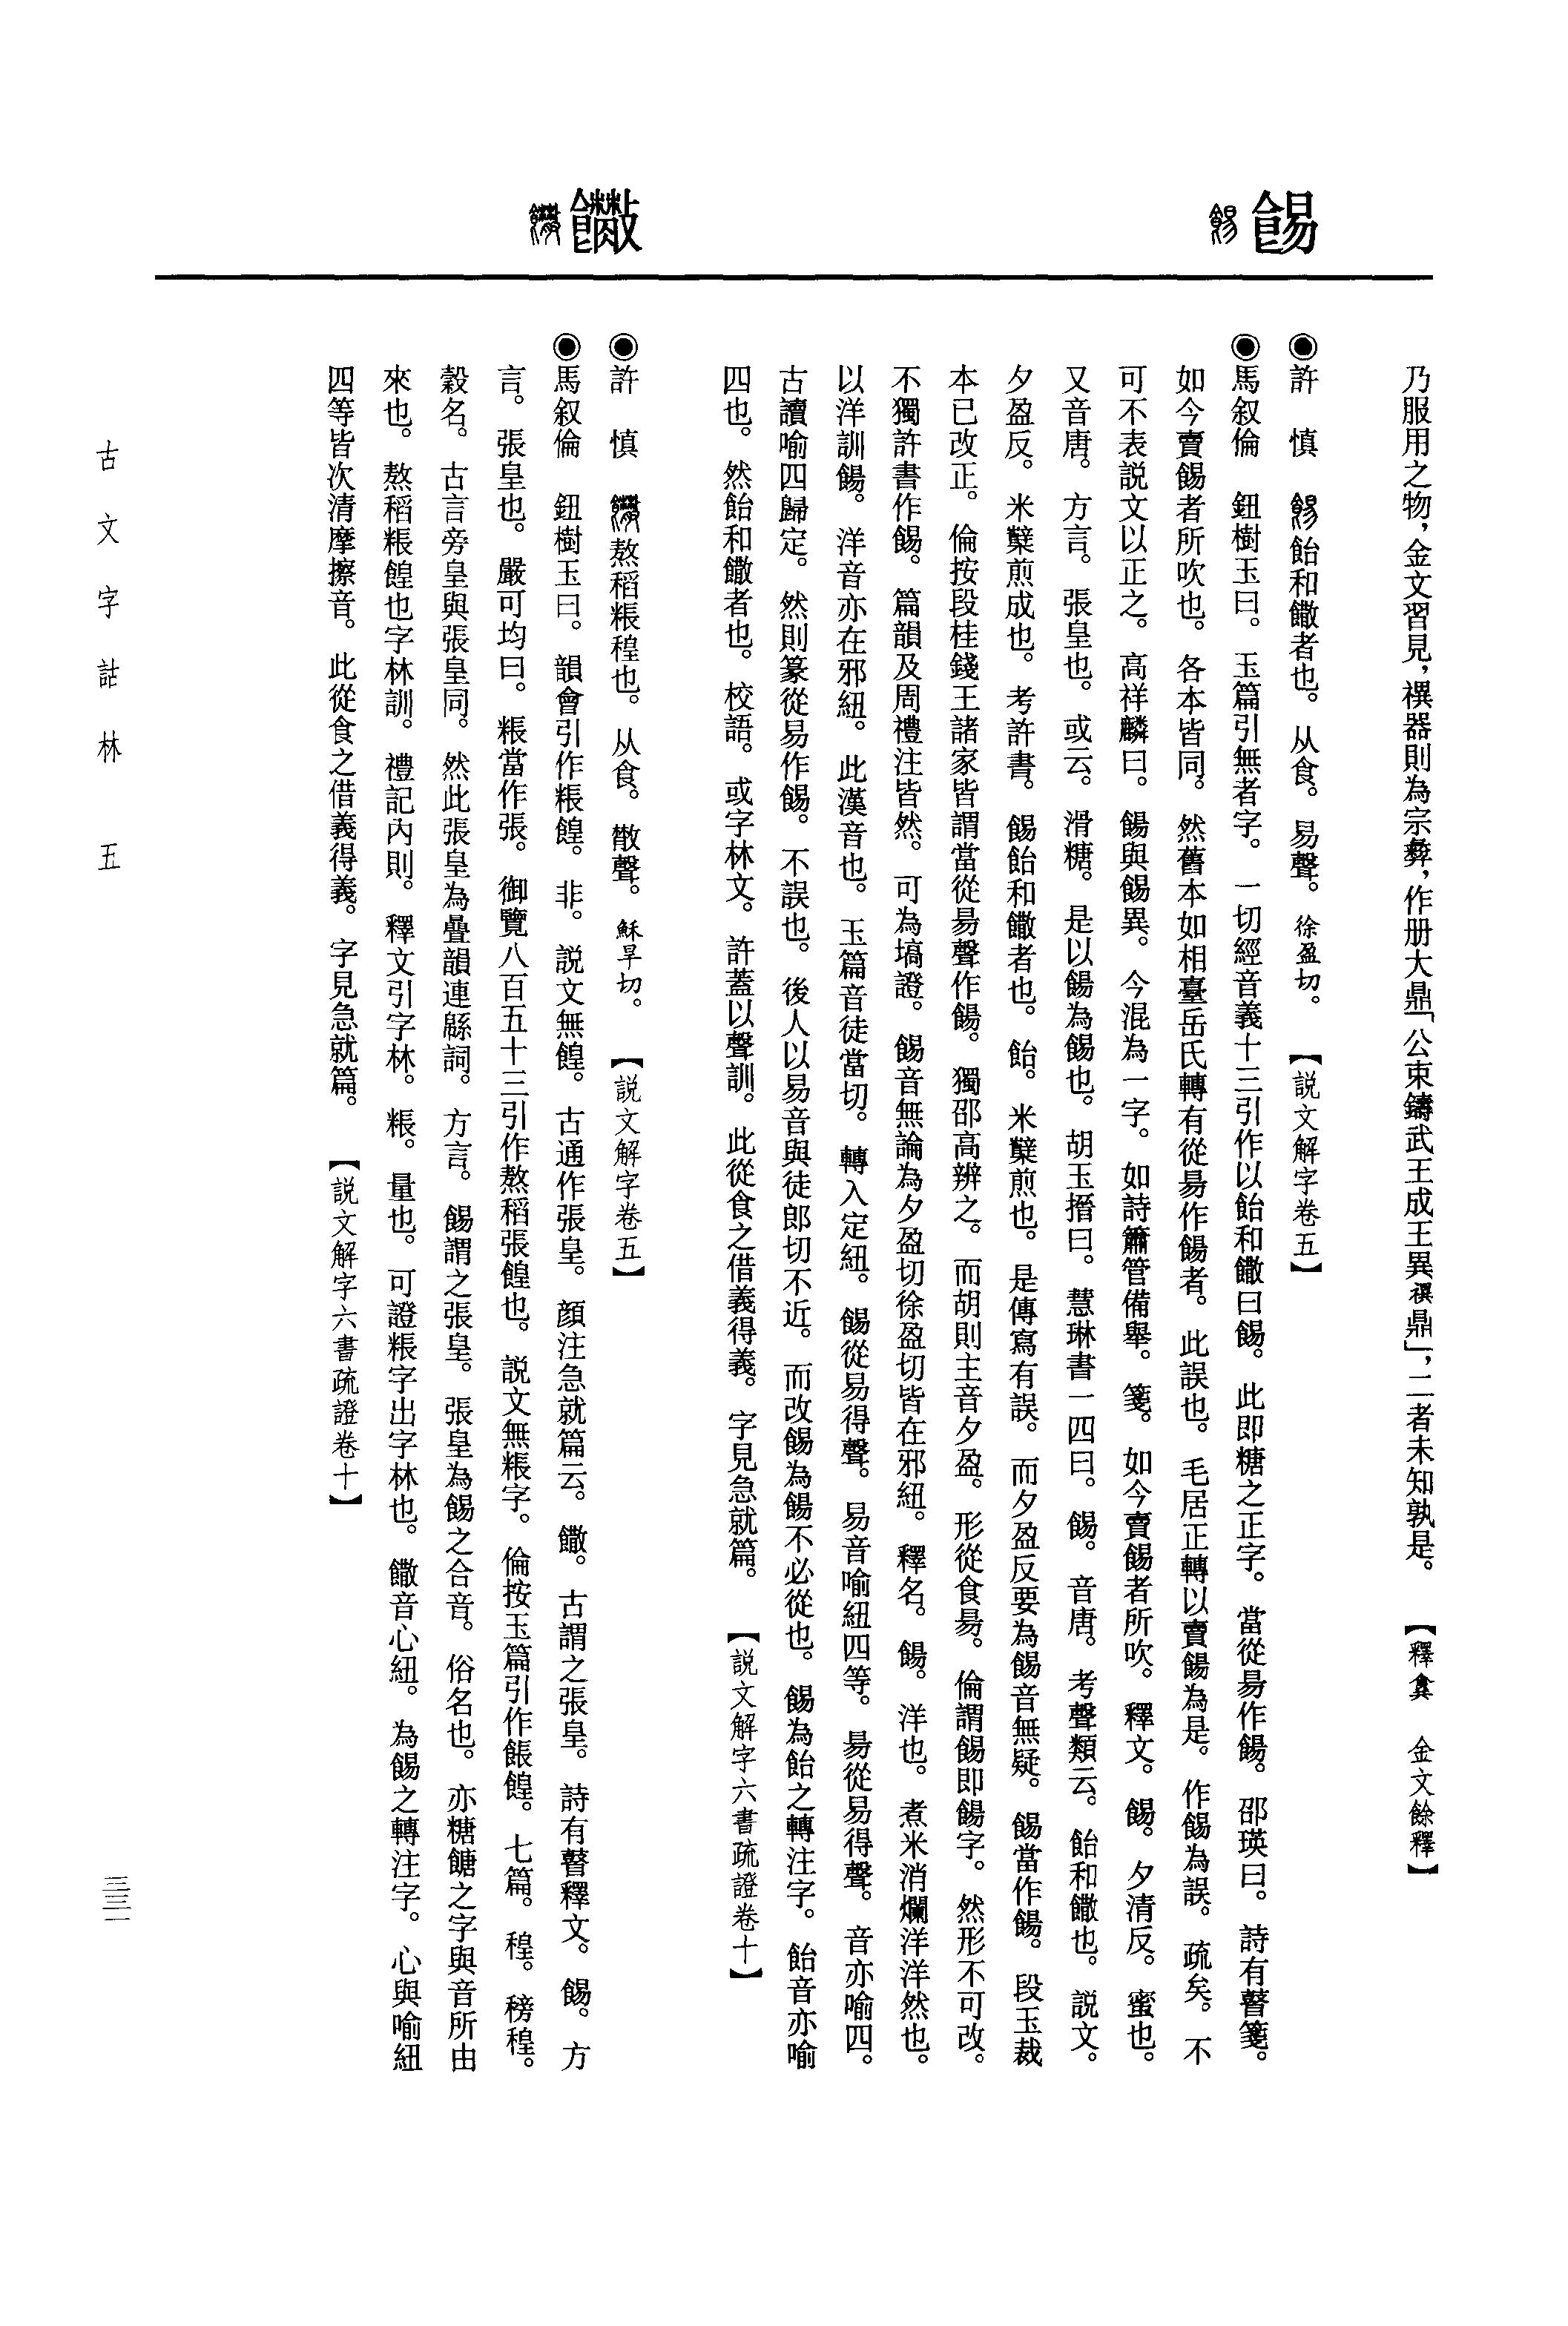 乃服用之物，金文習見，禩器則為宗彝，作册大鼎「公束鑄武王成王異禩鼎」，二者未知孰是。 【釋𩞑 金文餘釋】
餳
◉許 慎 餳飴和饊者也。从食。昜聲。徐盈切。 【説文解字卷五】
◉馬叙倫 鈕樹玉曰。玉篇引無者字。一切經音義十三引作以飴和饊曰餳。此即糖之正字。當從昜作餳。邵瑛曰。詩有瞽箋。
如今賣餳者所吹也。各本皆同。然舊本如相臺岳氏轉有從昜作餳者。此誤也。毛居正轉以賣餳為是。作餳為誤。疏矣。不
可不表説文以正之。高祥麟曰。餳與餳異。今混為一字。如詩簫管備舉。箋。如今賣餳者所吹。釋文。餳。夕清反。蜜也。
又音唐。方言。張皇也。或云。滑糖。是以餳為餳也。胡玉搢曰。慧琳書一四曰。餳。音唐。考聲類云。飴和饊也。説文。
夕盈反。米糱煎成也。考許書。餳飴和饊者也。飴。米糱煎也。是傳寫有誤。而夕盈反要為餳音無疑。餳當作餳。段玉裁
本已改正。倫按段桂錢王諸家皆謂當從昜聲作餳。獨邵高辨之。而胡則主音夕盈。形從食昜。倫謂餳即餳字。然形不可改。
不獨許書作餳。篇韻及周禮注皆然。可為塙證。餳音無論為夕盈切徐盈切皆在邪紐。釋名。餳。洋也。煮米消爛洋洋然也。
以洋訓餳。洋音亦在邪紐。此漢音也。玉篇音徒當切。轉入定紐。餳從易得聲。易音喻紐四等。昜從易得聲。音亦喻四。
古讀喻四歸定。然則篆從易作餳。不誤也。後人以易音與徒郎切不近。而改餳為餳不必從也。餳為飴之轉注字。飴音亦喻
四也。然飴和饊者也。校語。或字林文。許蓋以聲訓。此從食之借義得義。字見急就篇。 【説文解字六書疏證卷十】
饊
◉許 慎 饊熬稻粻䅣也。从食。散聲。穌旱切。 【説文解字卷五】
◉馬叙倫 鈕樹玉曰。韻會引作粻餭。非。説文無餭。古通作張皇。顔注急就篇云。饊。古謂之張皇。詩有瞽釋文。餳。方
言。張皇也。嚴可均曰。粻當作張。御覽八百五十三引作熬稻張餭也。説文無粻字。倫按玉篇引作餦餭。七篇。䅣。䅭䅣。
穀名。古言旁皇與張皇同。然此張皇為疊韻連緜詞。方言。餳謂之張皇。張皇為餳之合音。俗名也。亦糖餹之字與音所由
來也。熬稻粻餭也字林訓。禮記内則。釋文引字林。粻。量也。可證粻字出字林也。饊音心紐。為餳之轉注字。心與喻紐
四等皆次清摩擦音。此從食之借義得義。字見急就篇。 【説文解字六書疏證卷十】
古文字詁林 五
三三一